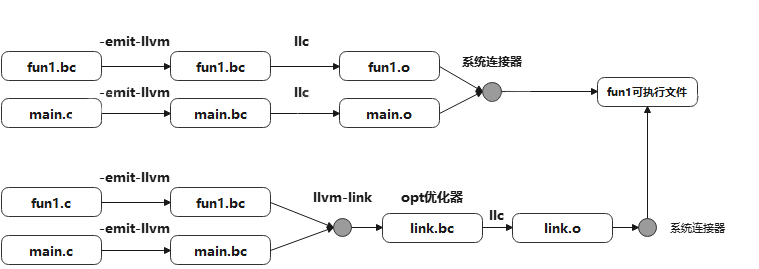 -emit-llvm
llc
fun1.bc
fun1.bc
fun1.o
系统连接器
-emit-llvm
llc
fun1可执行文件
main.c
main.bc
main.o
-emit-llvm
fun1.c
fun1.bc
llvm-link
opt优化器
llc
link.bc
link.o
系统连接器
-emit-llvm
main.c
main.bc